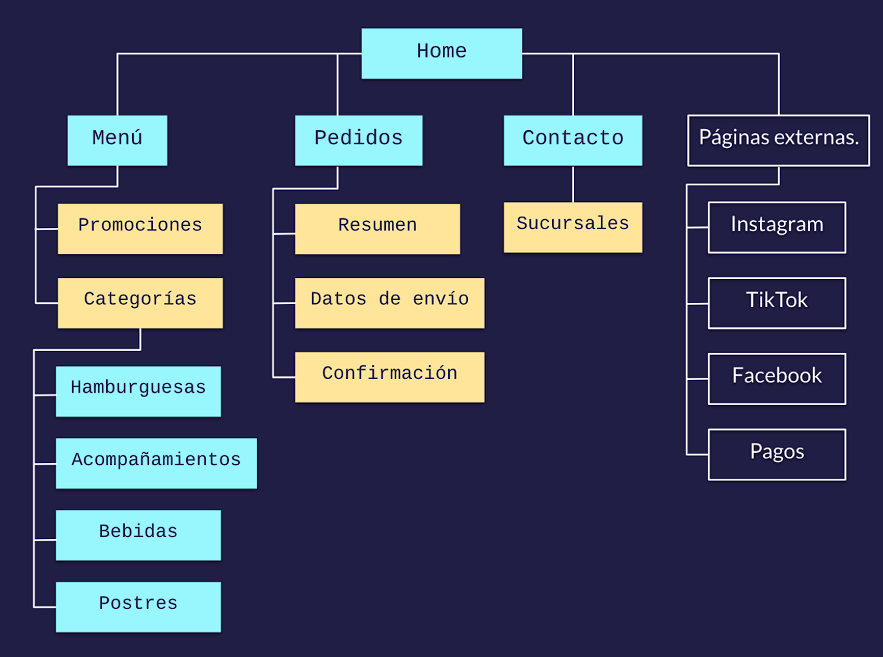 Home
Menú
Pedidos
Contacto
Páginas externas.
Promociones
Resumen
Sucursales
Instagram
Categorías
Datos de envío
TikTok
Hamburguesas
Confirmación
Facebook
Acompañamientos
Pagos
Bebidas
Postres